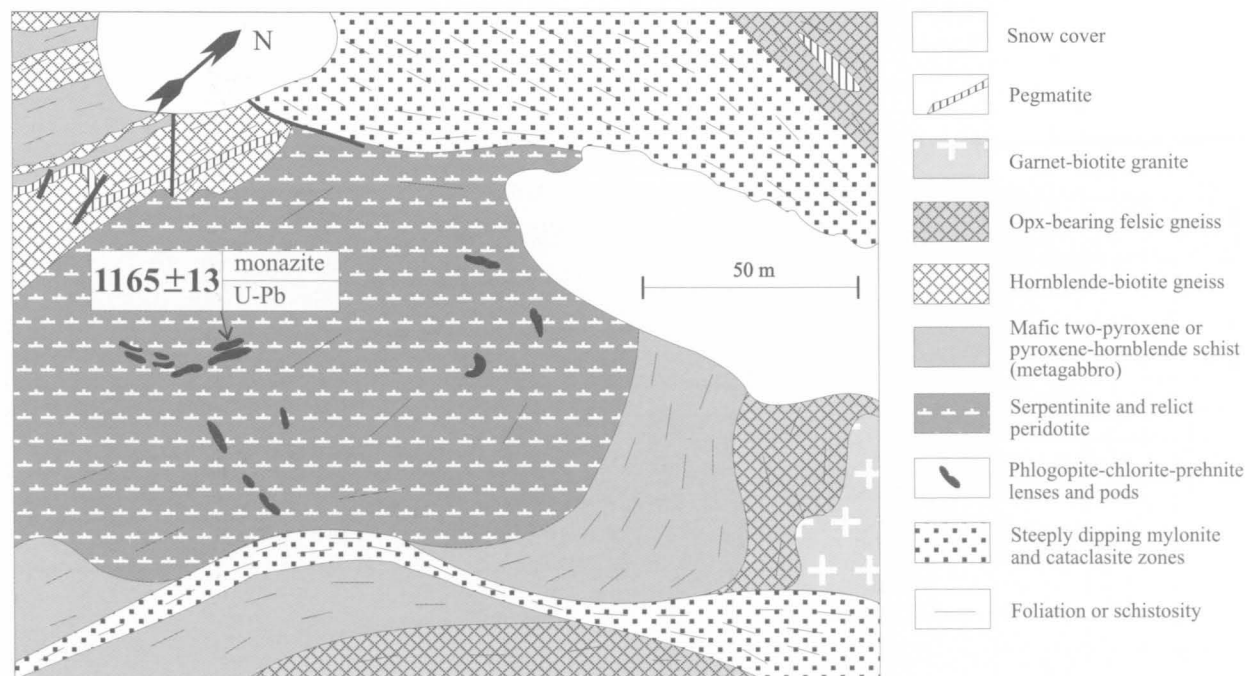 N
1165±13
monazite
U-Pb
50 m
Snow cover
Pegmatite
Garnet-biotite granite
Opx-bearing felsic gneiss
Hornblende-biotite gneiss
Mafic two-pyroxene or
pyroxene-hornblende schist
(metagabbro)
Serpentinite and relict
peridotite
Phlogopite-chlorite-prehnite
lenses and pods
Steeply dipping mylonite
and cataclasite zones
Foliation or schistosity